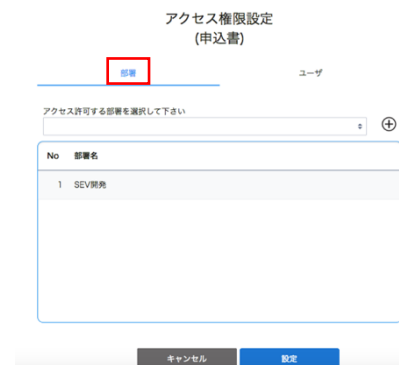 アクセス権限設定
(申込書)
部署 ユーザ
アクセス許可する部署を選択して下さい
No 部署名
1 SEV開発
キャンセル 設定